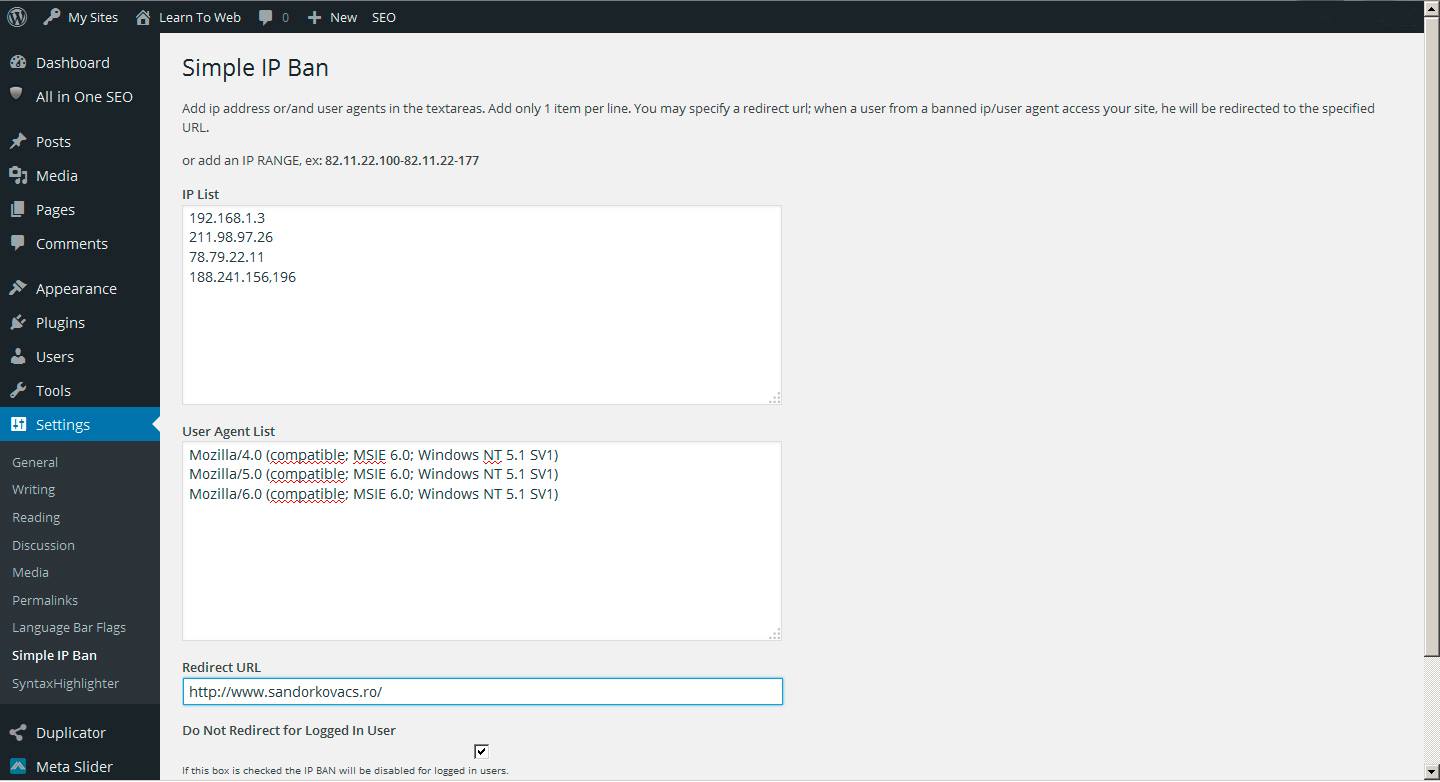 My Sites Learn To Web 0 New SEO
Dashboard
All in One SEO
Posts
Media
Pages
Comments
Appearance
Plugins
Users
Tools
Settings
General
Writing
Reading
Discussion
Media
Permalinks
Language Bar Flags
Simple IP Ban
SyntaxHighlighter
Duplicator
Meta Slider
Simple IP Ban
Add ip address or/and user agents in the textareas. Add only 1 item per line. You may specify a redirect url; when a user from a banned ip/user agent access your site, he will be redirected to the specified
URL.
or add an IP RANGE, ex: 82.11.22.100-82.11.22-177
IP List
192.168.1.3
211.98.97.26
78.79.22.11
188.241.156,196
User Agent List
Mozilla/4.0 (compatible; MSIE 6.0; Windows NT 5.1 SV1)
Mozilla/5.0 (compatible; MSIE 6.0; Windows NT 5.1 SV1)
Mozilla/6.0 (compatible; MSIE 6.0; Windows NT 5.1 SV1)
Redirect URL
http://www.sandorkovacs.ro/
Do Not Redirect for Logged In User
If this box is checked the IP BAN will be disabled for logged in users.